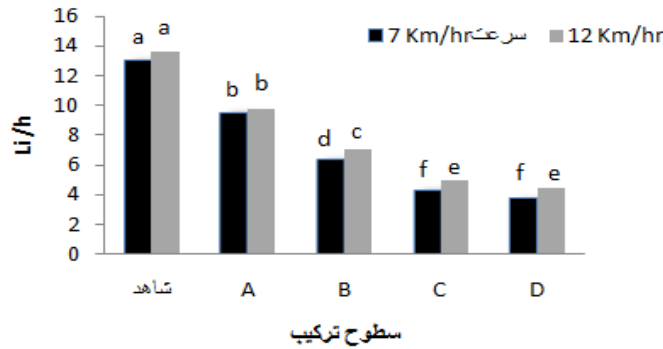 16
14
12
10
8
6
4
2
0
Li /h
سرعت 7 Km/hr
12 Km/hr
a a
b b
d c
f e
f e
شاهد A B C D
سطوح ترکیب